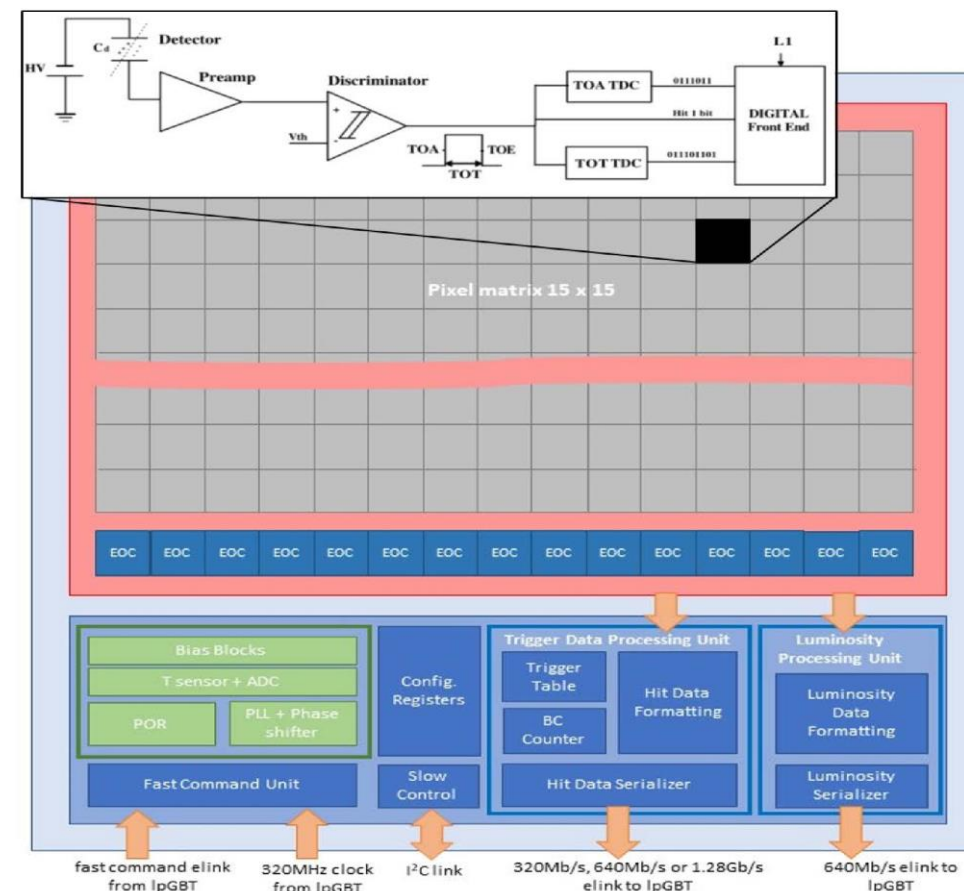 L1
Detector
Cd
HV
Preamp
Discriminator
TOA TDC
0111011
DIGITAL
Front End
Hit 1 bit
+
-
Vth
TOA
TOE
TOT
TOT TDC
011101101
Pixel matrix 15 x 15
EOC EOC EOC EOC EOC EOC EOC EOC EOC EOC EOC EOC EOC EOC EOC
Bias Blocks
T sensor + ADC
POR
PLL + Phase
shifter
Fast Command Unit
Config.
Registers
Slow
Control
Trigger Data Processing Unit
Trigger
Table
BC
Counter
Hit Data
Formatting
Hit Data Serializer
Luminosity
Processing Unit
Luminosity
Data
Formatting
Luminosity
Serializer
fast command elink
from lpGBT
320MHz clock
from lpGBT
I²C link
320Mb/s, 640Mb/s or 1.28Gb/s
elink to lpGBT
640Mb/s elink to
lpGBT